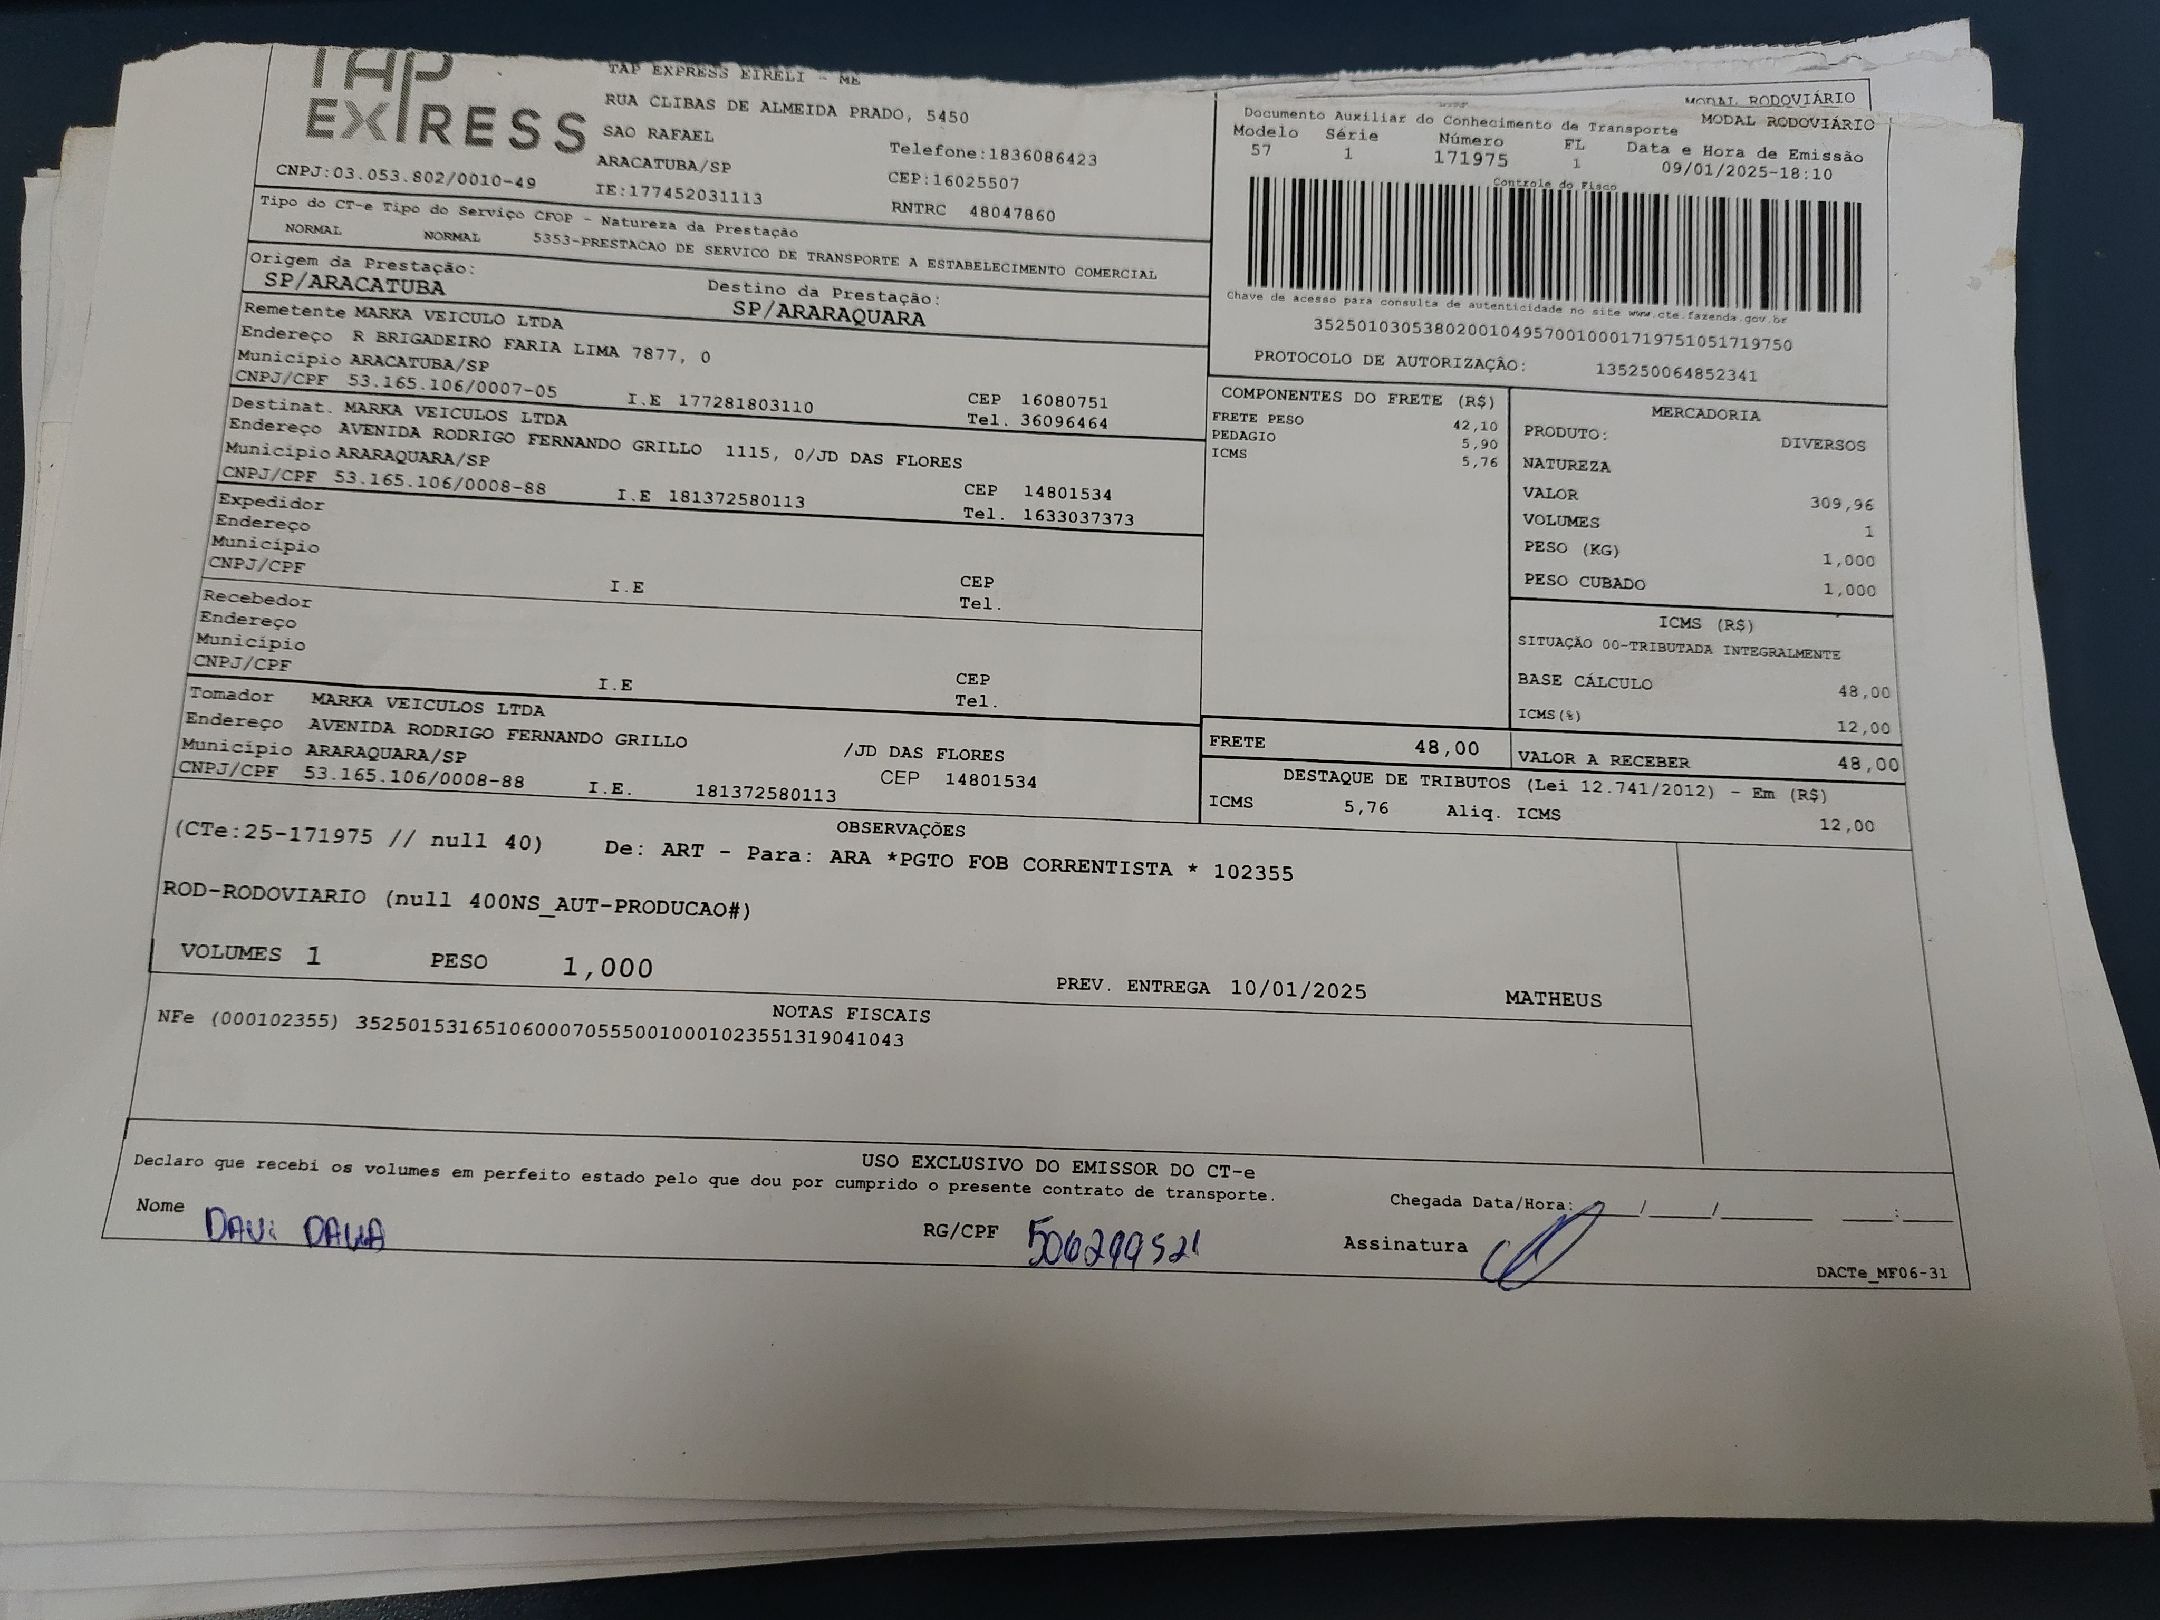 TAP
EXPRESS
CNPJ:03.053.802/0010-49
TAP EXPRESS EIRELI - ME
RUA CLIBAS DE ALMEIDA PRADO, 5450
SAO RAFAEL
ARACATUBA/SP
IE:177452031113
Telefone:1836086423
CEP:16025507
RNTRC 48047860
MODAL RODOVIÁRIO
MODAL RODOVIÁRIO
Documento Auxiliar do Conhecimento de Transporte
Modelo Série Número FL Data e Hora de Emissão
57 1 171975 1 09/01/2025-18:10
Controle do Fisco
Chave de acesso para consulta de autenticidade no site www.cte.fazenda.gov.br
35250103053802001049570010001719751051719750
PROTOCOLO DE AUTORIZAÇÃO: 135250064852341
Tipo do CT-e Tipo do Serviço CFOP - Natureza da Prestação
NORMAL NORMAL 5353-PRESTACAO DE SERVICO DE TRANSPORTE A ESTABELECIMENTO COMERCIAL
Origem da Prestação: Destino da Prestação:
SP/ARACATUBA SP/ARARAQUARA
Remetente MARKA VEICULO LTDA
Endereço R BRIGADEIRO FARIA LIMA 7877, 0
Município ARACATUBA/SP CEP 16080751
CNPJ/CPF 53.165.106/0007-05 I.E 177281803110 Tel. 36096464
Destinat. MARKA VEICULOS LTDA
Endereço AVENIDA RODRIGO FERNANDO GRILLO 1115, 0/JD DAS FLORES
Município ARARAQUARA/SP CEP 14801534
CNPJ/CPF 53.165.106/0008-88 I.E 181372580113 Tel. 1633037373
Expedidor
Endereço
Município CEP
CNPJ/CPF I.E Tel.
Recebedor
Endereço
Município CEP
CNPJ/CPF I.E Tel.
Tomador MARKA VEICULOS LTDA
Endereço AVENIDA RODRIGO FERNANDO GRILLO /JD DAS FLORES
Município ARARAQUARA/SP CEP 14801534
CNPJ/CPF 53.165.106/0008-88 I.E. 181372580113
COMPONENTES DO FRETE (R$)
FRETE PESO 42,10
PEDAGIO 5,90
ICMS 5,76
MERCADORIA
PRODUTO: DIVERSOS
NATUREZA
VALOR 309,96
VOLUMES 1
PESO (KG) 1,000
PESO CUBADO 1,000
ICMS (R$)
SITUAÇÃO 00-TRIBUTADA INTEGRALMENTE
BASE CÁLCULO 48,00
ICMS(%) 12,00
FRETE 48,00 VALOR A RECEBER 48,00
DESTAQUE DE TRIBUTOS (Lei 12.741/2012) - Em (R$)
ICMS 5,76 Aliq. ICMS 12,00
OBSERVAÇÕES
(CTe:25-171975 // null 40) De: ART - Para: ARA *PGTO FOB CORRENTISTA * 102355
ROD-RODOVIARIO (null 400NS_AUT-PRODUCAO#)
VOLUMES 1 PESO 1,000 PREV. ENTREGA 10/01/2025 MATHEUS
NOTAS FISCAIS
NFe (000102355) 35250153165106000705550010001023551319041043
USO EXCLUSIVO DO EMISSOR DO CT-e
Declaro que recebi os volumes em perfeito estado pelo que dou por cumprido o presente contrato de transporte.
Chegada Data/Hora: ___/___/_____ ___:___
Nome DAVI RG/CPF Assinatura
DACTe_MF06-31